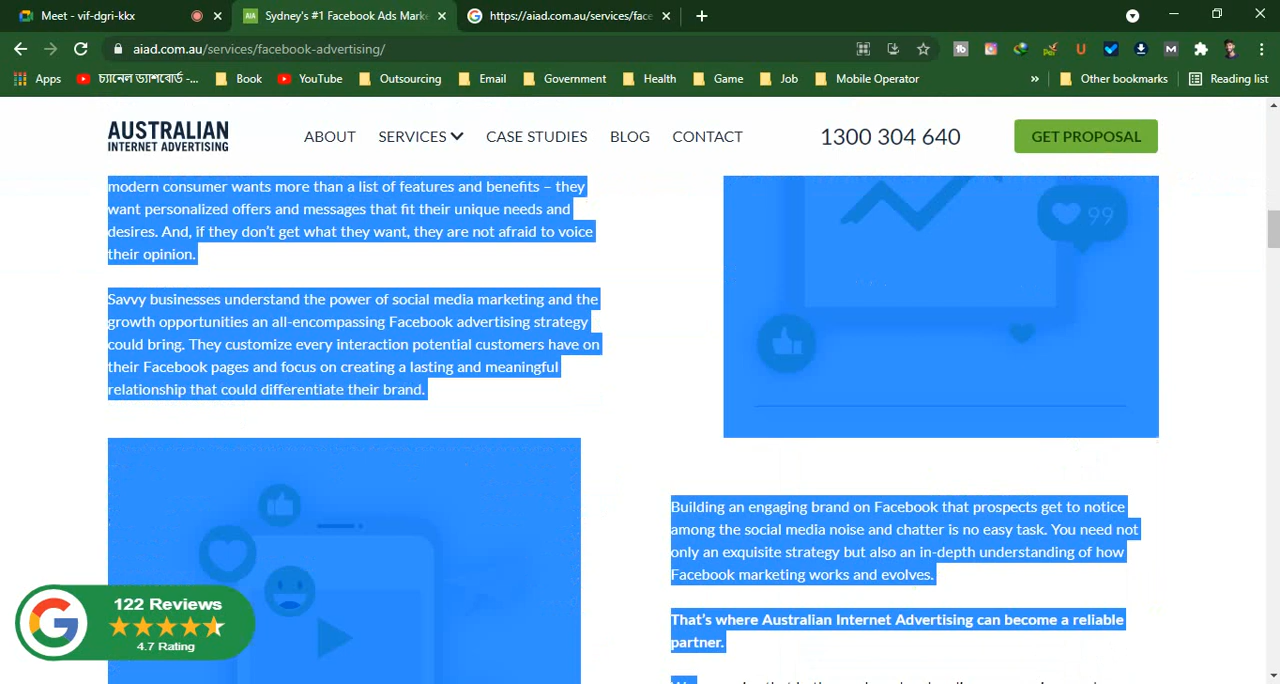 Meet - vif-dgri-kkx
Sydney's #1 Facebook Ads Mark
https://aiad.com.au/services/face
aiad.com.au/services/facebook-advertising/
Apps
চ্যানেল ড্যাশবোর্ড -...
Book
YouTube
Outsourcing
Email
Government
Health
Game
Job
Mobile Operator
»
Other bookmarks
Reading list
AUSTRALIAN
INTERNET ADVERTISING
ABOUT
SERVICES
CASE STUDIES
BLOG
CONTACT
1300 304 640
GET PROPOSAL
modern consumer wants more than a list of features and benefits – they
want personalized offers and messages that fit their unique needs and
desires. And, if they don't get what they want, they are not afraid to voice
their opinion.
Savvy businesses understand the power of social media marketing and the
growth opportunities an all-encompassing Facebook advertising strategy
could bring. They customize every interaction potential customers have on
their Facebook pages and focus on creating a lasting and meaningful
relationship that could differentiate their brand.
99
Building an engaging brand on Facebook that prospects get to notice
among the social media noise and chatter is no easy task. You need not
only an exquisite strategy but also an in-depth understanding of how
Facebook marketing works and evolves.
That's where Australian Internet Advertising can become a reliable
partner.
122 Reviews
4.7 Rating